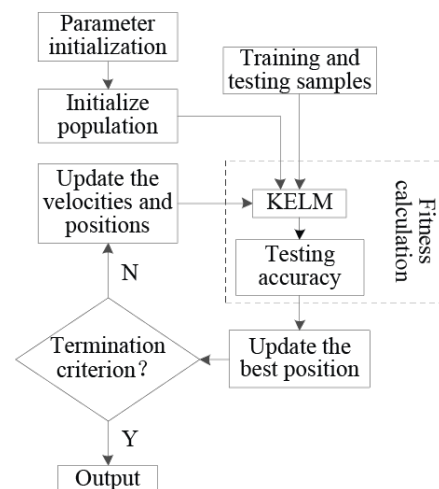 Parameter
initialization
Training and
testing samples
Initialize
population
Update the
velocities and
positions
KELM
Testing
accuracy
Fitness
calculation
N
Termination
criterion?
Update the
best position
Y
Output